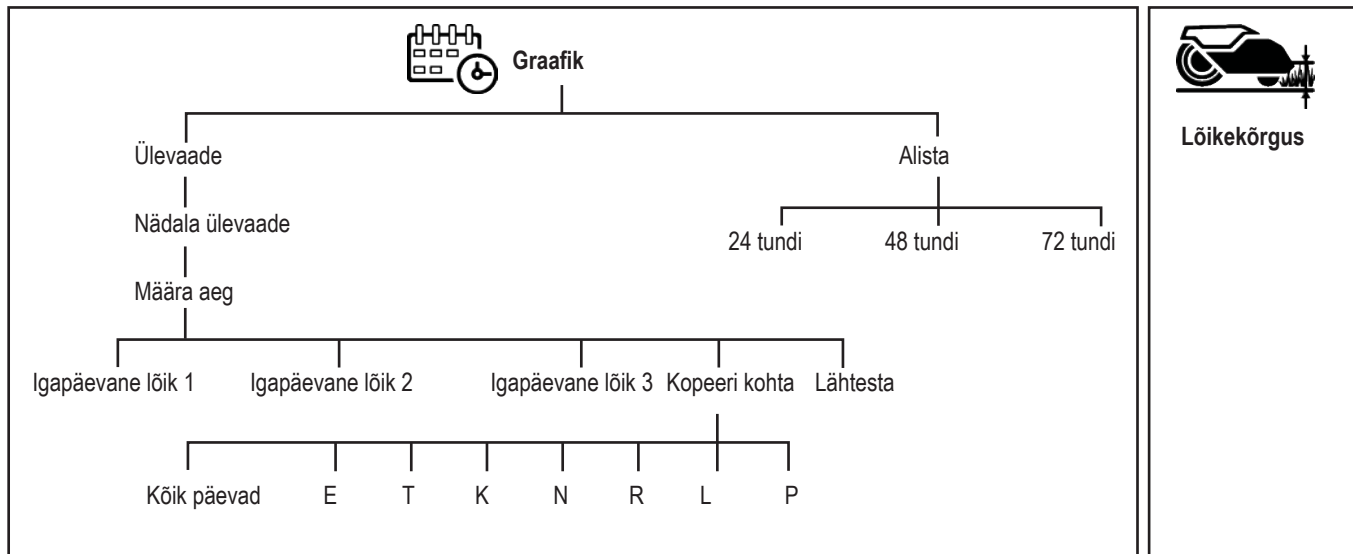 Graafik
Ülevaade
Alista
Nädala ülevaade
24 tundi
48 tundi
72 tundi
Määra aeg
Igapäevane lõik 1
Igapäevane lõik 2
Igapäevane lõik 3
Kopeeri kohta
Lähtesta
Kõik päevad
E
T
K
N
R
L
P
Lõikekõrgus